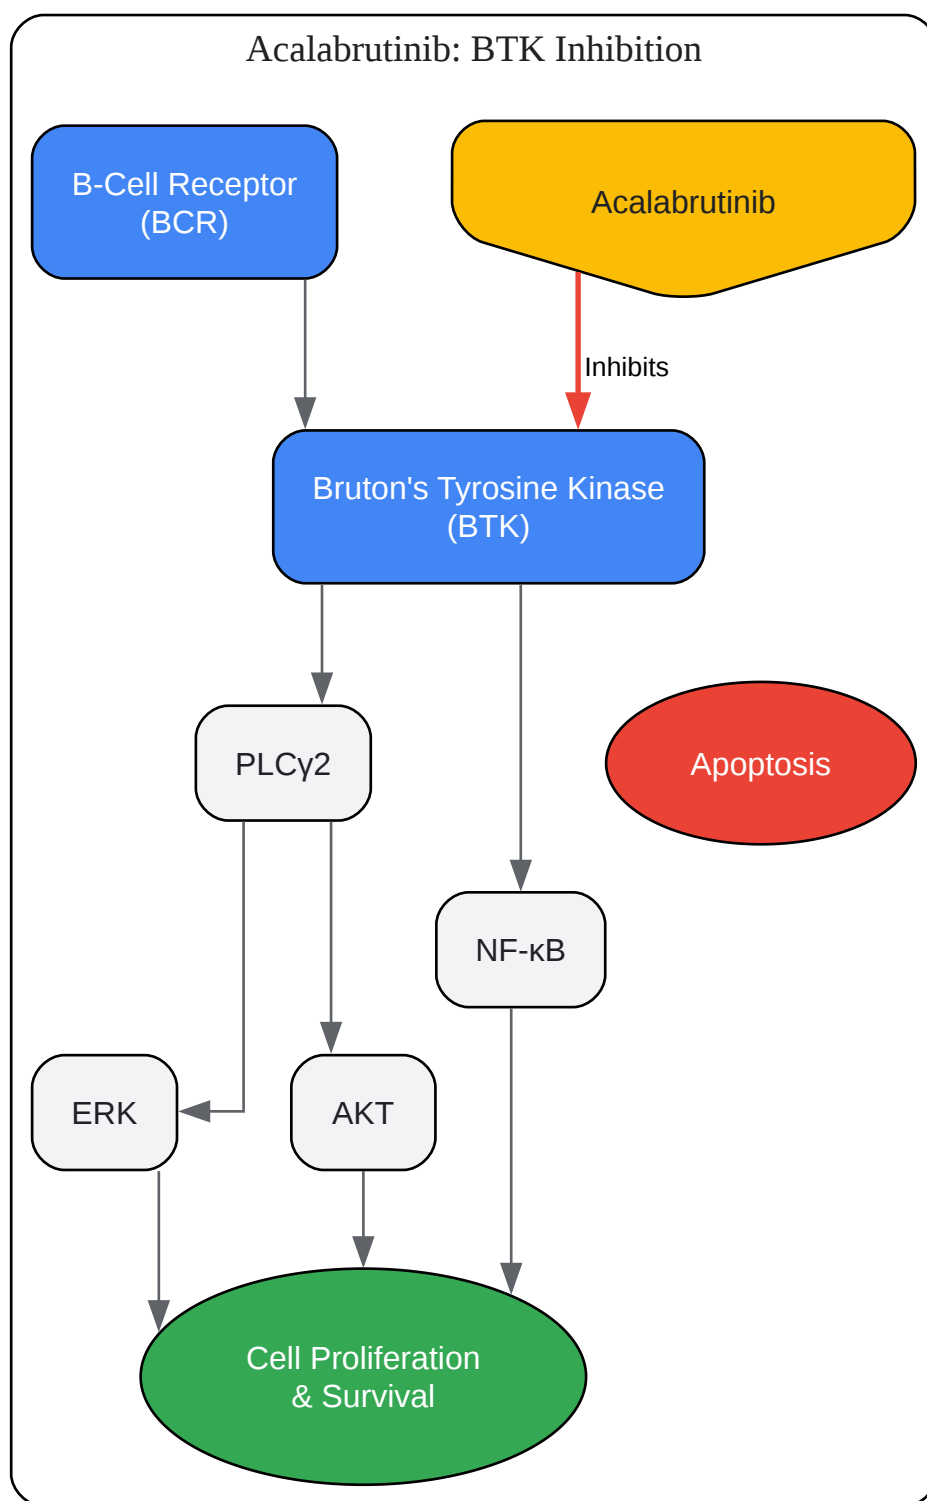 Acalabrutinib: BTK Inhibition
B-Cell Receptor
(BCR)
Acalabrutinib
Inhibits
Bruton's Tyrosine Kinase
(BTK)
PLCγ2
Apoptosis
NF-κB
ERK
AKT
Cell Proliferation
& Survival